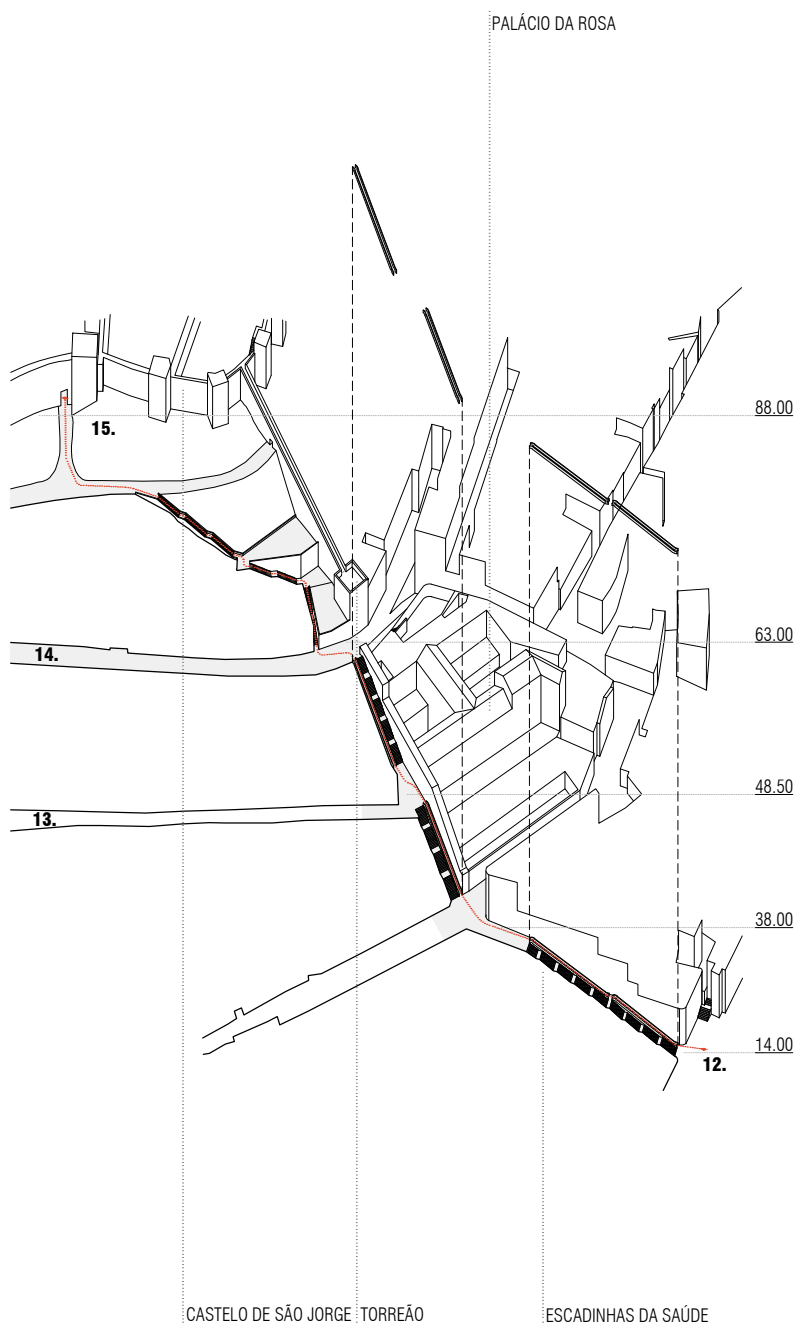 PALÁCIO DA ROSA
88.00
15.
63.00
14.
48.50
13.
38.00
14.00
12.
CASTELO DE SÃO JORGE
TORREÃO
ESCADINHAS DA SAÚDE